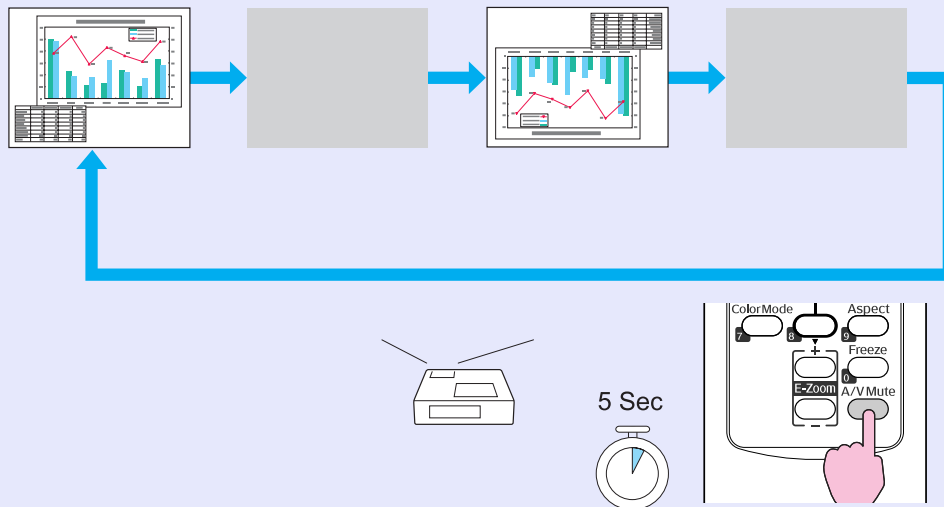 ColorMode
Aspect
7
8
9
Freeze
+
0
E-Zoom
A/V Mute
−
5 Sec